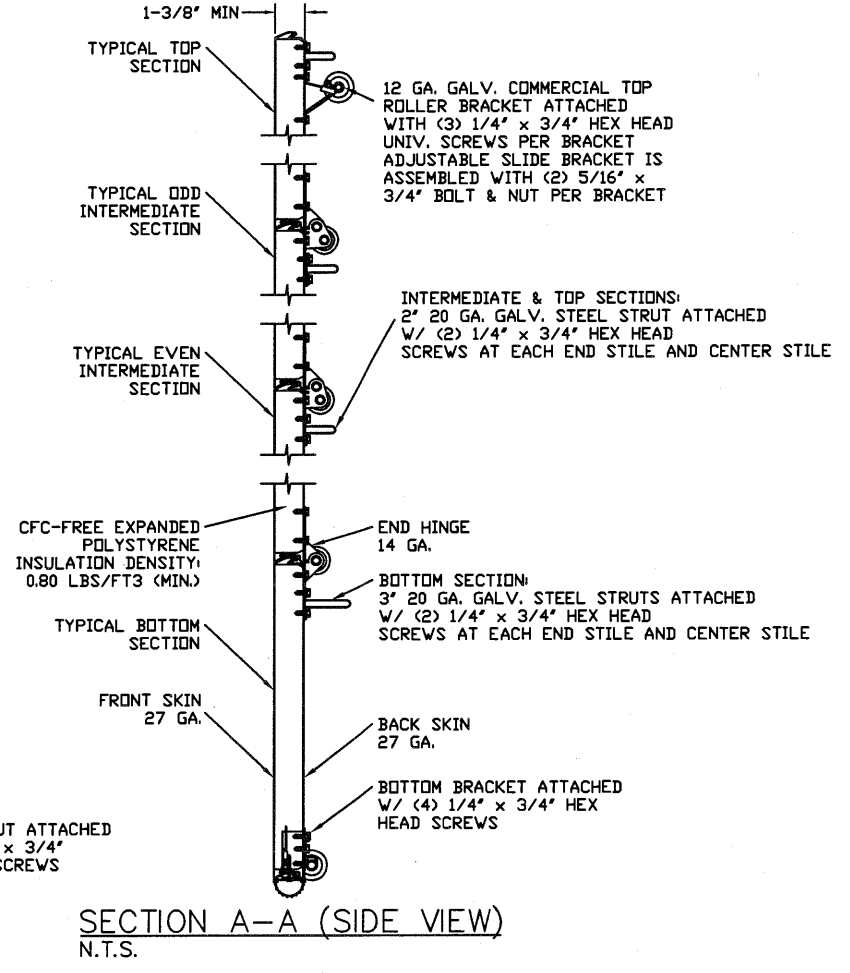 1-3/8" MIN
TYPICAL TOP
SECTION
12 GA. GALV. COMMERCIAL TOP
ROLLER BRACKET ATTACHED
WITH (3) 1/4" x 3/4" HEX HEAD
UNIV. SCREWS PER BRACKET
ADJUSTABLE SLIDE BRACKET IS
ASSEMBLED WITH (2) 5/16" x
3/4" BOLT & NUT PER BRACKET
TYPICAL ODD
INTERMEDIATE
SECTION
INTERMEDIATE & TOP SECTIONS:
2" 20 GA. GALV. STEEL STRUT ATTACHED
W/ (2) 1/4" x 3/4" HEX HEAD
SCREWS AT EACH END STILE AND CENTER STILE
TYPICAL EVEN
INTERMEDIATE
SECTION
CFC-FREE EXPANDED
POLYSTYRENE
INSULATION DENSITY:
0.80 LBS/FT3 (MIN.)
END HINGE
14 GA.
BOTTOM SECTION:
3" 20 GA. GALV. STEEL STRUTS ATTACHED
W/ (2) 1/4" x 3/4" HEX HEAD
SCREWS AT EACH END STILE AND CENTER STILE
TYPICAL BOTTOM
SECTION
FRONT SKIN
27 GA.
BACK SKIN
27 GA.
BOTTOM BRACKET ATTACHED
W/ (4) 1/4" x 3/4" HEX
HEAD SCREWS
UT ATTACHED
x 3/4"
SCREWS
SECTION A-A (SIDE VIEW)
N.T.S.